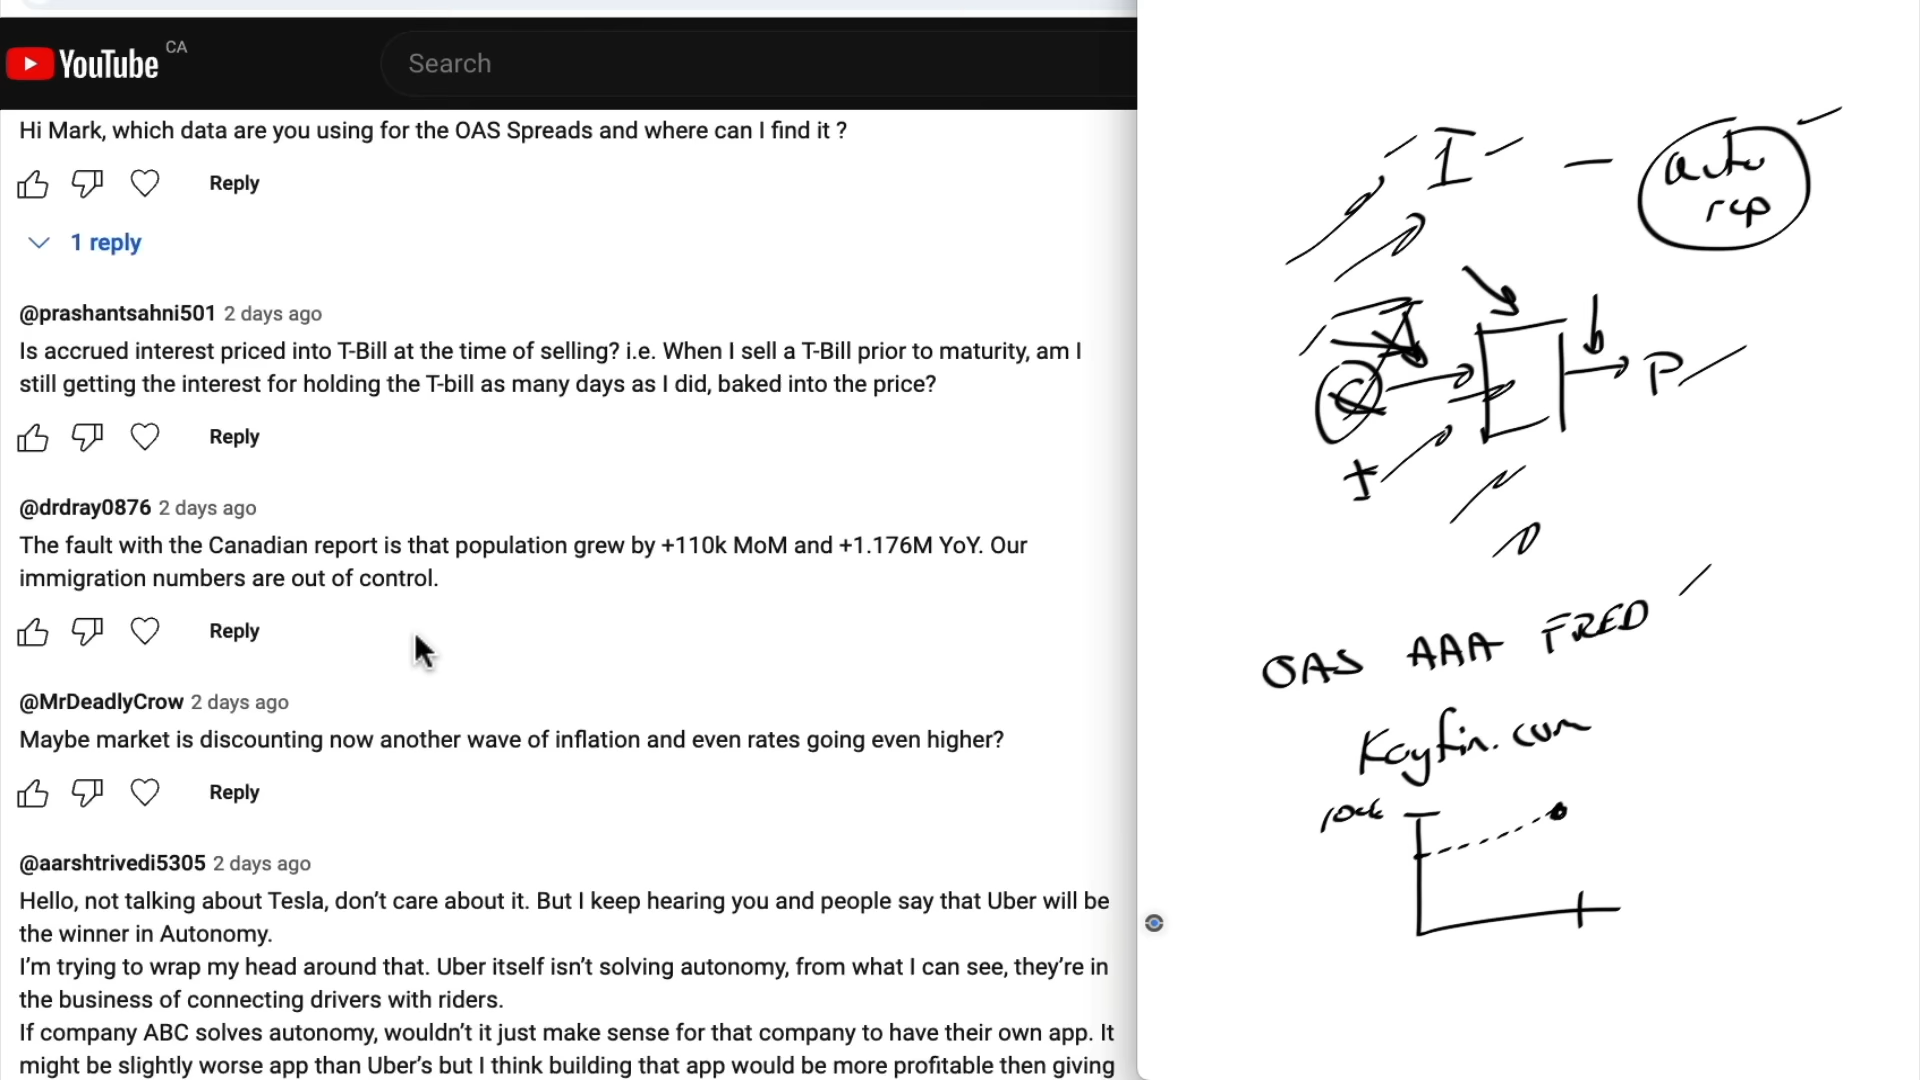 YouTube CA
Search
Hi Mark, which data are you using for the OAS Spreads and where can I find it ?
Reply
1 reply
@prashantsahni501 2 days ago
Is accrued interest priced into T-Bill at the time of selling? i.e. When I sell a T-Bill prior to maturity, am I
still getting the interest for holding the T-bill as many days as I did, baked into the price?
Reply
@drdray0876 2 days ago
The fault with the Canadian report is that population grew by +110k MoM and +1.176M YoY. Our
immigration numbers are out of control.
Reply
@MrDeadlyCrow 2 days ago
Maybe market is discounting now another wave of inflation and even rates going even higher?
Reply
@aarshtrivedi5305 2 days ago
Hello, not talking about Tesla, don’t care about it. But I keep hearing you and people say that Uber will be
the winner in Autonomy.
I’m trying to wrap my head around that. Uber itself isn’t solving autonomy, from what I can see, they’re in
the business of connecting drivers with riders.
If company ABC solves autonomy, wouldn’t it just make sense for that company to have their own app. It
might be slightly worse app than Uber’s but I think building that app would be more profitable then giving
I - auto
rep
b
P
OAS AAA FRED
Koyfin.com